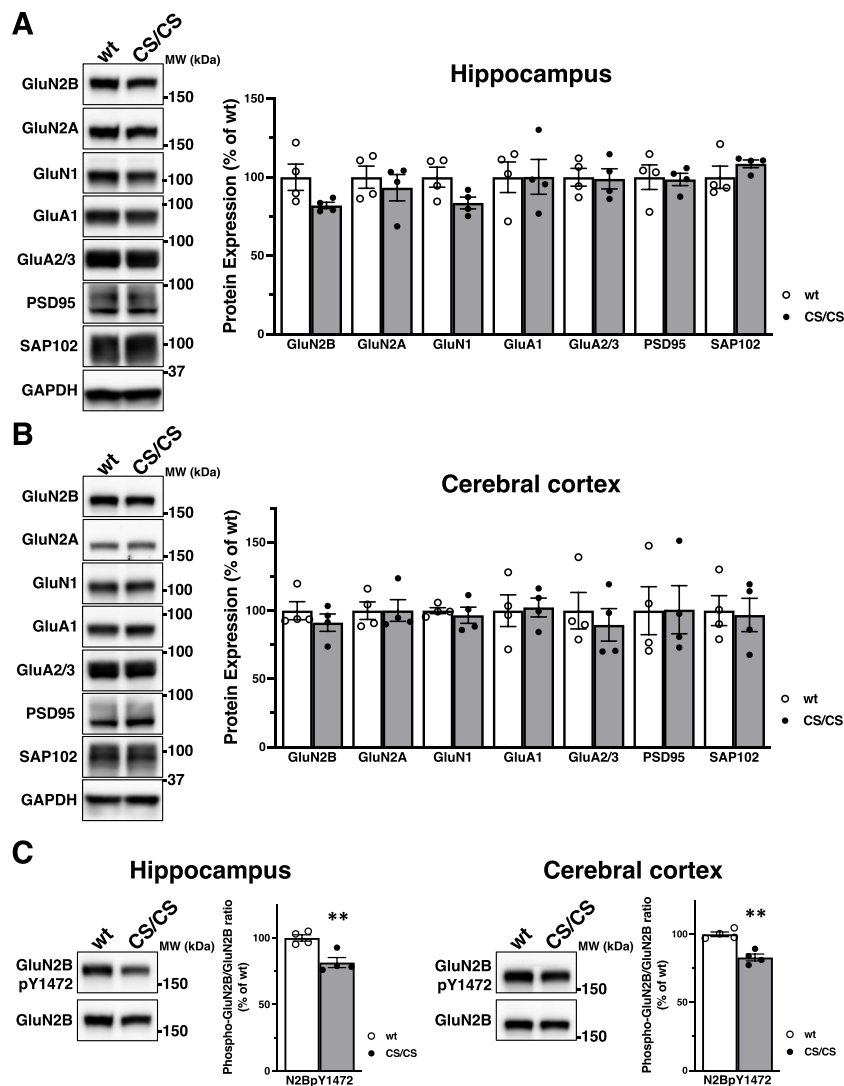 A
wt CS/CS
MW (kDa)
GluN2B
150
GluN2A
150
GluN1
100
GluA1
100
GluA2/3
100
PSD95
100
SAP102
100
GAPDH
37
Hippocampus
Protein Expression (% of wt)
150
100
50
0
GluN2B GluN2A GluN1 GluA1 GluA2/3 PSD95 SAP102
wt
CS/CS
B
wt CS/CS
MW (kDa)
GluN2B
150
GluN2A
150
GluN1
100
GluA1
100
GluA2/3
100
PSD95
100
SAP102
100
GAPDH
37
Cerebral cortex
Protein Expression (% of wt)
150
100
50
0
GluN2B GluN2A GluN1 GluA1 GluA2/3 PSD95 SAP102
wt
CS/CS
C
Hippocampus
wt CS/CS
MW (kDa)
GluN2B
pY1472
150
GluN2B
150
Phospho-GluN2B/GluN2B ratio
(% of wt)
100
50
0
**
N2BpY1472
wt
CS/CS
Cerebral cortex
wt CS/CS
MW (kDa)
GluN2B
pY1472
150
GluN2B
150
Phospho-GluN2B/GluN2B ratio
(% of wt)
100
50
0
**
N2BpY1472
wt
CS/CS